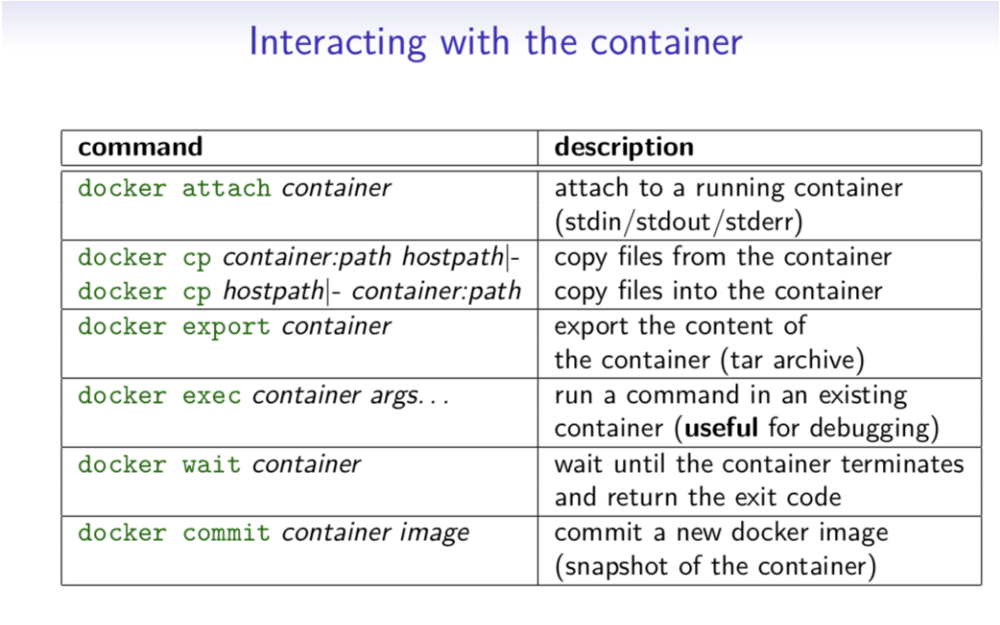 Interacting with the container
command description
docker attach container attach to a running container
(stdin/stdout/stderr)
docker cp container:path hostpath|- copy files from the container
docker cp hostpath|- container:path copy files into the container
docker export container export the content of
the container (tar archive)
docker exec container args... run a command in an existing
container (useful for debugging)
docker wait container wait until the container terminates
and return the exit code
docker commit container image commit a new docker image
(snapshot of the container)